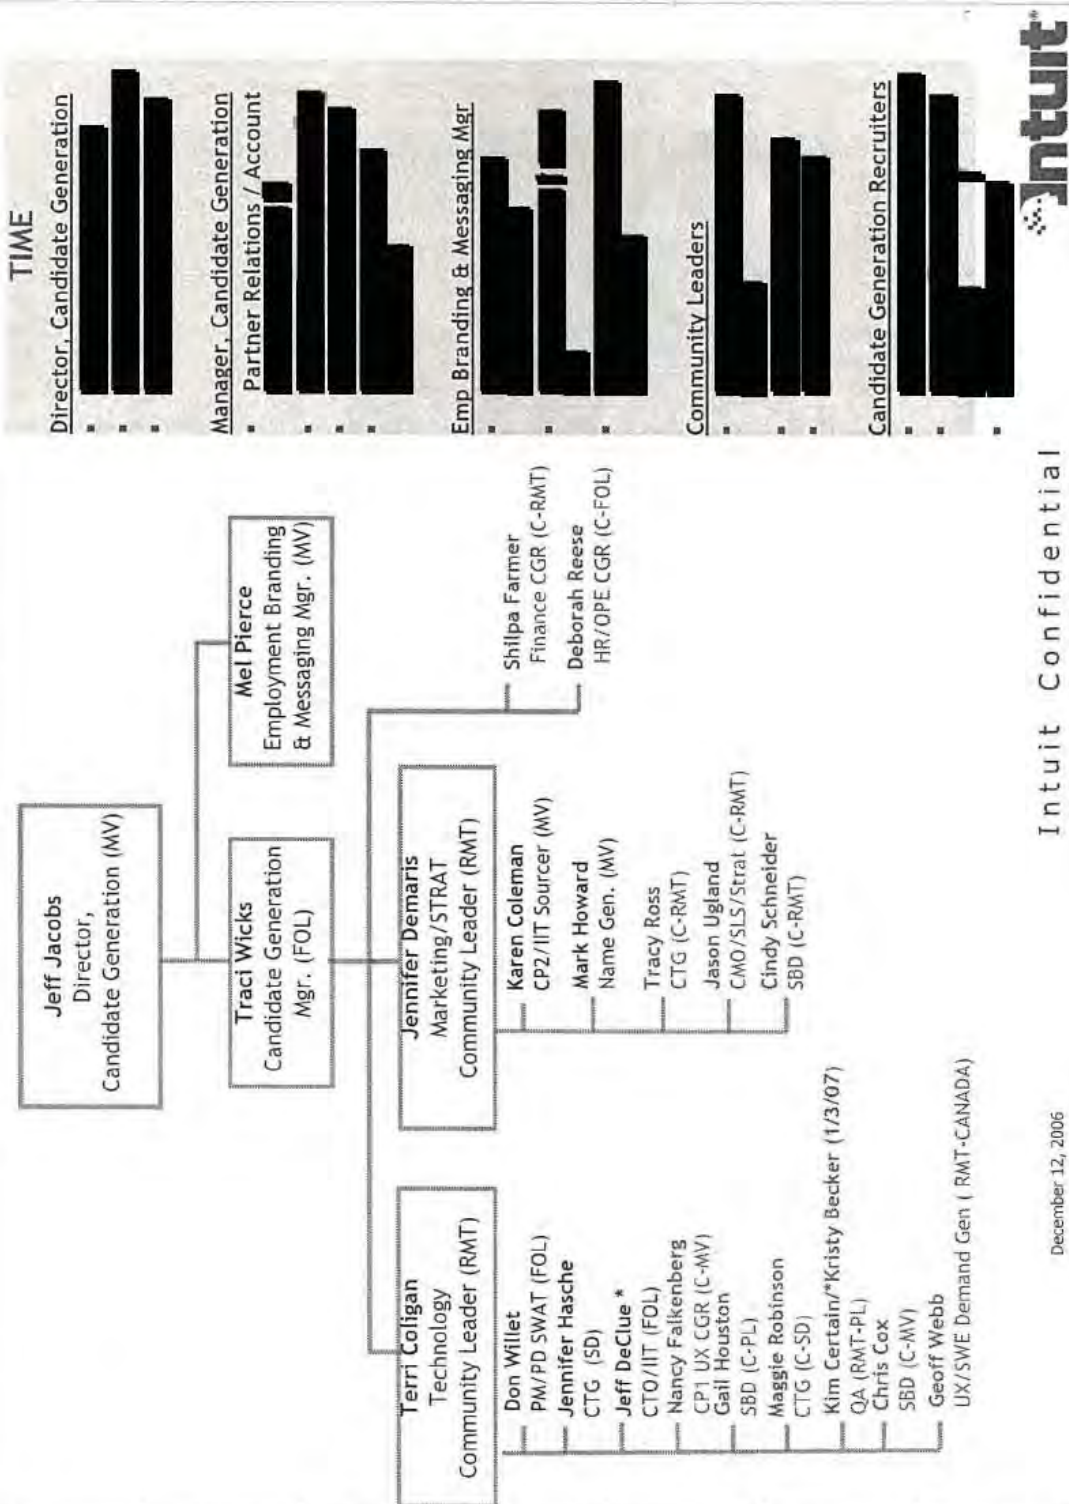 Jeff Jacobs
Director,
Candidate Generation (MV)
Traci Wicks
Candidate Generation
Mgr. (FOL)
Mel Pierce
Employment Branding
& Messaging Mgr. (MV)
Terri Coligan
Technology
Community Leader (RMT)
Jennifer Demaris
Marketing/STRAT
Community Leader (RMT)
Don Willet
PM/PD SWAT (FOL)
Jennifer Hasche
CTG (SD)
Jeff DeClue *
CTO/IIT (FOL)
Nancy Falkenberg
CP1 UX CGR (C-MV)
Gail Houston
SBD (C-PL)
Maggie Robinson
CTG (C-SD)
Kim Certain/*Kristy Becker (1/3/07)
QA (RMT-PL)
Chris Cox
SBD (C-MV)
Geoff Webb
UX/SWE Demand Gen ( RMT-CANADA)
Karen Coleman
CP2/IIT Sourcer (MV)
Mark Howard
Name Gen. (MV)
Tracy Ross
CTG (C-RMT)
Jason Ugland
CMO/SLS/Strat (C-RMT)
Cindy Schneider
SBD (C-RMT)
Shilpa Farmer
Finance CGR (C-RMT)
Deborah Reese
HR/OPE CGR (C-FOL)
TIME
Director, Candidate Generation
Manager, Candidate Generation
Partner Relations / Account
Emp Branding & Messaging Mgr
Community Leaders
Candidate Generation Recruiters
December 12, 2006
Intuit Confidential
intuit®